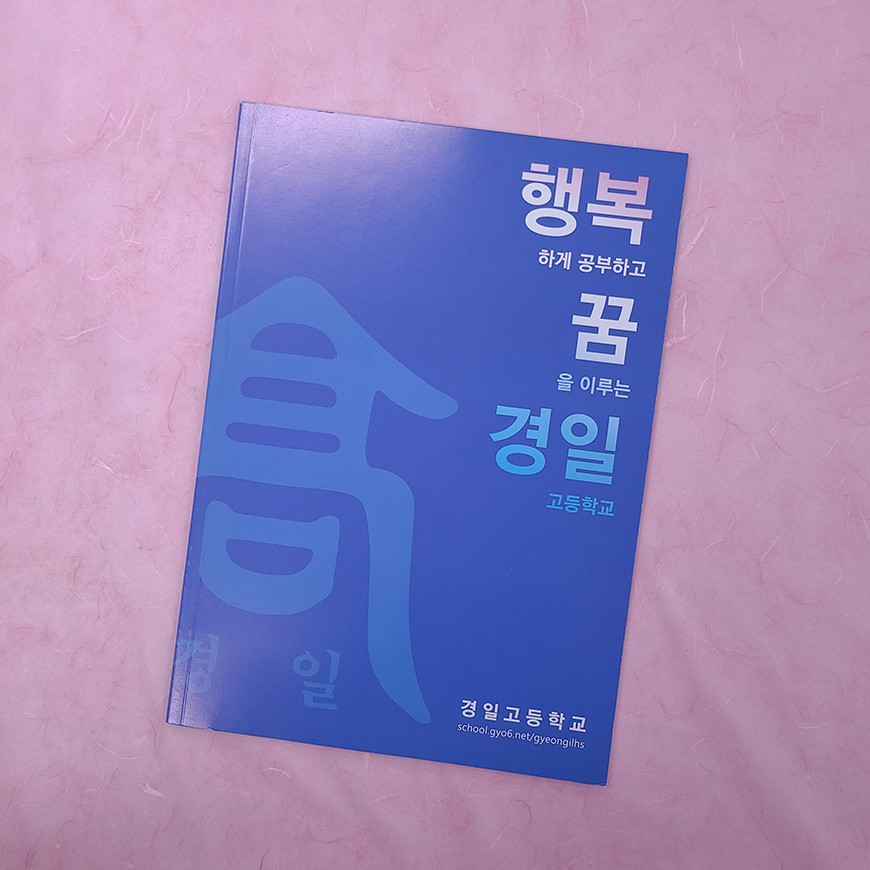 행복
하게 공부하고
꿈
을 이루는
경일
고등학교
高
경 일
경일고등학교
school.gyo6.net/gyeongilhs